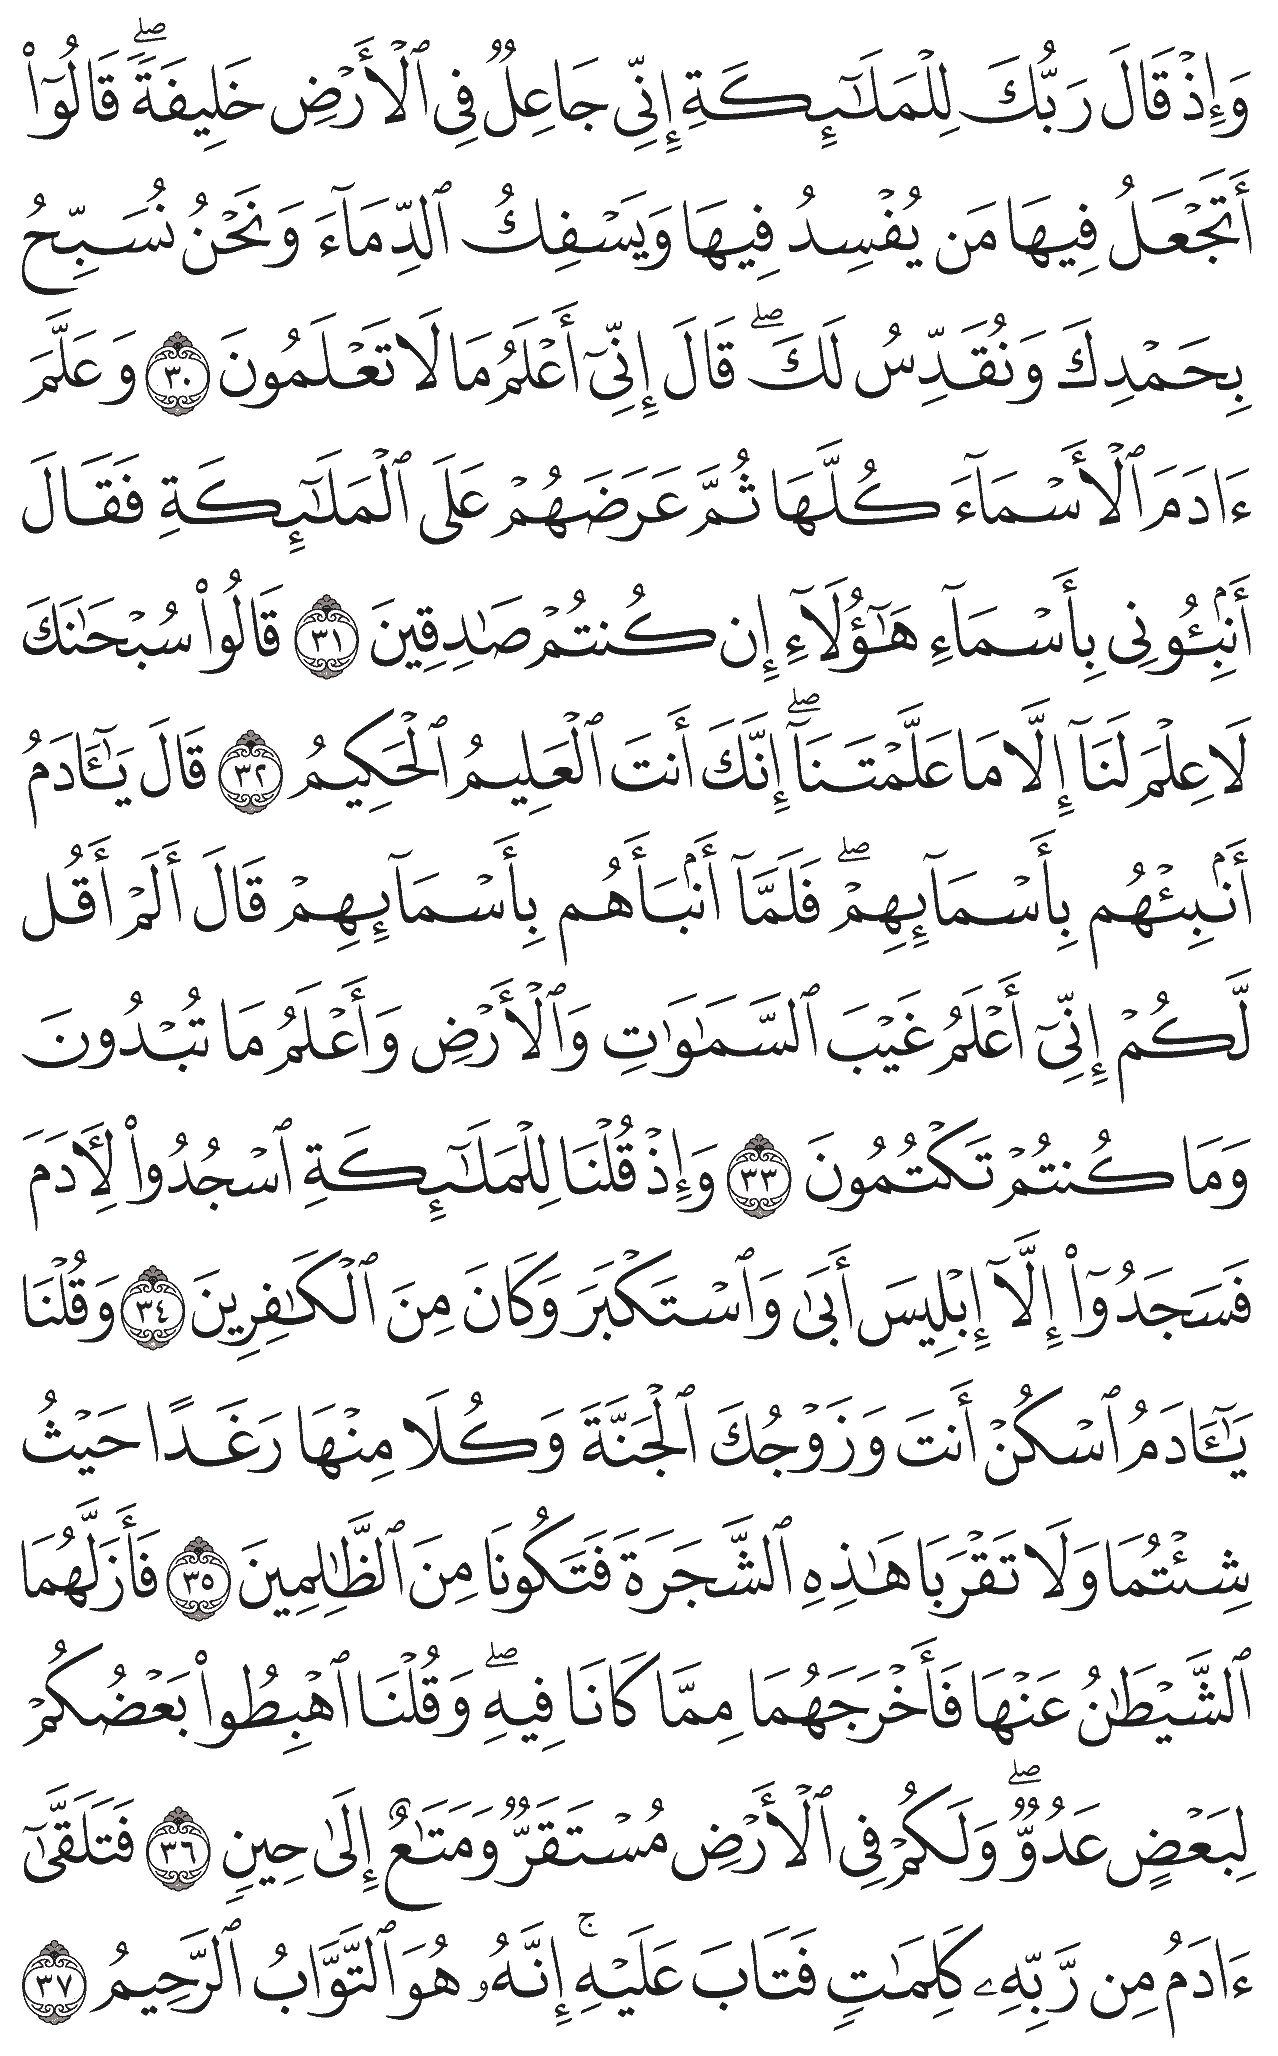 وَإِذۡ قَالَ رَبُّكَ لِلۡمَلَـٰٓئِكَةِ إِنِّي جَاعِلٞ فِي ٱلۡأَرۡضِ خَلِيفَةٗۖ قَالُوٓاْ
أَتَجۡعَلُ فِيهَا مَن يُفۡسِدُ فِيهَا وَيَسۡفِكُ ٱلدِّمَآءَ وَنَحۡنُ نُسَبِّحُ
بِحَمۡدِكَ وَنُقَدِّسُ لَكَۖ قَالَ إِنِّيٓ أَعۡلَمُ مَا لَا تَعۡلَمُونَ ٣٠ وَعَلَّمَ
ءَادَمَ ٱلۡأَسۡمَآءَ كُلَّهَا ثُمَّ عَرَضَهُمۡ عَلَى ٱلۡمَلَـٰٓئِكَةِ فَقَالَ
أَنۢبِـُٔونِي بِأَسۡمَآءِ هَـٰٓؤُلَآءِ إِن كُنتُمۡ صَٰدِقِينَ ٣١ قَالُواْ سُبۡحَٰنَكَ
لَا عِلۡمَ لَنَآ إِلَّا مَا عَلَّمۡتَنَآۖ إِنَّكَ أَنتَ ٱلۡعَلِيمُ ٱلۡحَكِيمُ ٣٢ قَالَ يَـٰٓـَٔادَمُ
أَنۢبِئۡهُم بِأَسۡمَآئِهِمۡۖ فَلَمَّآ أَنۢبَأَهُم بِأَسۡمَآئِهِمۡ قَالَ أَلَمۡ أَقُل
لَّكُمۡ إِنِّيٓ أَعۡلَمُ غَيۡبَ ٱلسَّمَٰوَٰتِ وَٱلۡأَرۡضِ وَأَعۡلَمُ مَا تُبۡدُونَ
وَمَا كُنتُمۡ تَكۡتُمُونَ ٣٣ وَإِذۡ قُلۡنَا لِلۡمَلَـٰٓئِكَةِ ٱسۡجُدُواْ لِأٓدَمَ
فَسَجَدُوٓاْ إِلَّآ إِبۡلِيسَ أَبَىٰ وَٱسۡتَكۡبَرَ وَكَانَ مِنَ ٱلۡكَٰفِرِينَ ٣٤ وَقُلۡنَا
يَـٰٓـَٔادَمُ ٱسۡكُنۡ أَنتَ وَزَوۡجُكَ ٱلۡجَنَّةَ وَكُلَا مِنۡهَا رَغَدًا حَيۡثُ
شِئۡتُمَا وَلَا تَقۡرَبَا هَٰذِهِ ٱلشَّجَرَةَ فَتَكُونَا مِنَ ٱلظَّٰلِمِينَ ٣٥ فَأَزَلَّهُمَا
ٱلشَّيۡطَٰنُ عَنۡهَا فَأَخۡرَجَهُمَا مِمَّا كَانَا فِيهِۖ وَقُلۡنَا ٱهۡبِطُواْ بَعۡضُكُمۡ
لِبَعۡضٍ عَدُوّٞۖ وَلَكُمۡ فِي ٱلۡأَرۡضِ مُسۡتَقَرّٞ وَمَتَٰعٌ إِلَىٰ حِينٖ ٣٦ فَتَلَقَّىٰٓ
ءَادَمُ مِن رَّبِّهِۦ كَلِمَٰتٖ فَتَابَ عَلَيۡهِۚ إِنَّهُۥ هُوَ ٱلتَّوَّابُ ٱلرَّحِيمُ ٣٧